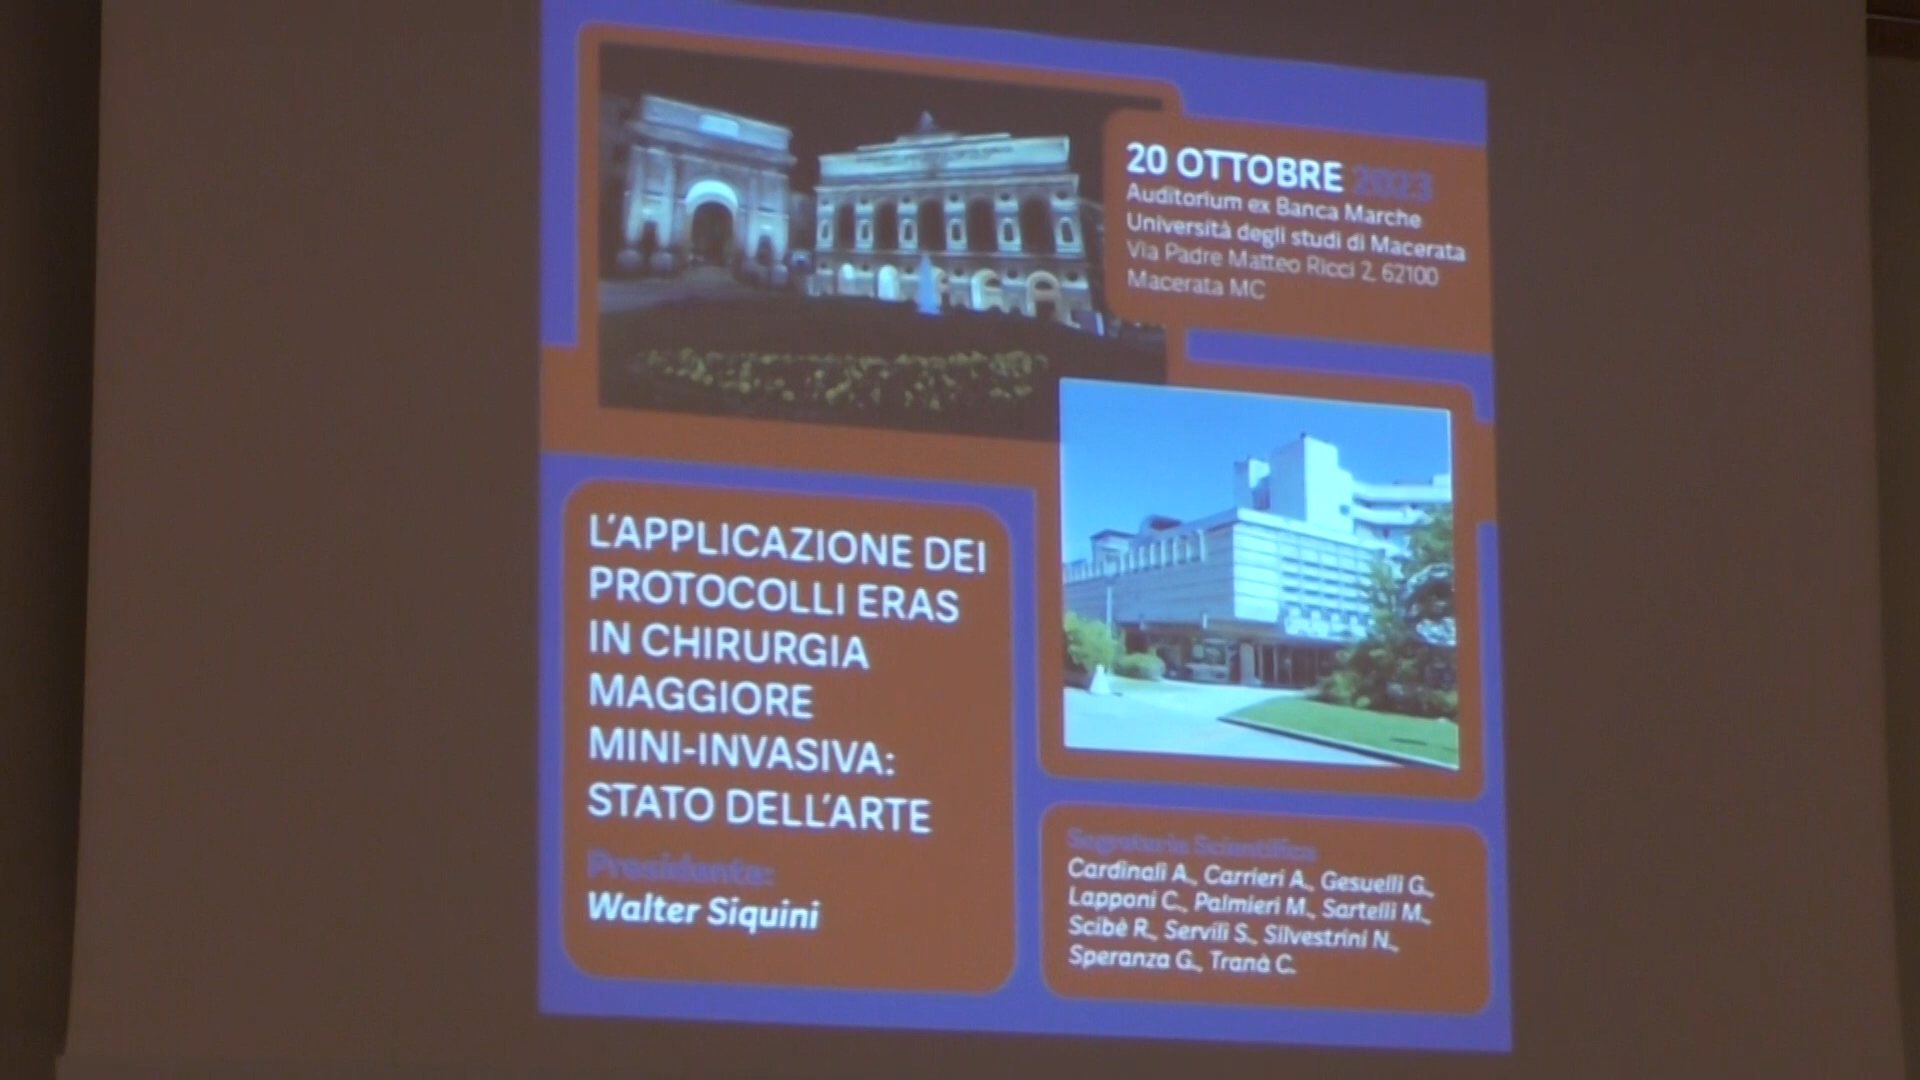 20 OTTOBRE 2023
Auditorium ex Banca Marche
Università degli studi di Macerata
Via Padre Matteo Ricci 2, 62100
Macerata MC
L'APPLICAZIONE DEI
PROTOCOLLI ERAS
IN CHIRURGIA
MAGGIORE
MINI-INVASIVA:
STATO DELL'ARTE
Presidente:
Walter Siquini
Segreteria Scientifica
Cardinali A., Carrieri A., Gesuelli G.,
Lapponi C., Palmieri M., Sartelli M.,
Scibè R., Servili S., Silvestrini N.,
Speranza G., Tranà C.